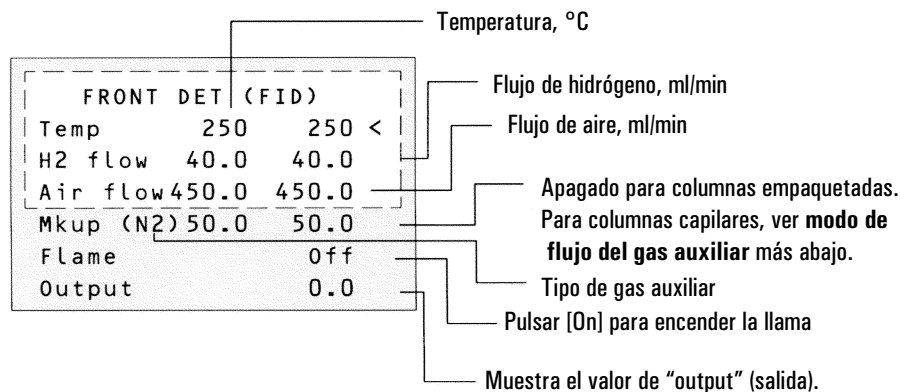 Temperatura, °C
FRONT DET (FID)
Temp 250 250 <
H2 flow 40.0 40.0
Air flow 450.0 450.0
Mkup (N2) 50.0 50.0
Flame Off
Output 0.0
Flujo de hidrógeno, ml/min
Flujo de aire, ml/min
Apagado para columnas empaquetadas.
Para columnas capilares, ver modo de
flujo del gas auxiliar más abajo.
Tipo de gas auxiliar
Pulsar [On] para encender la llama
Muestra el valor de “output” (salida).